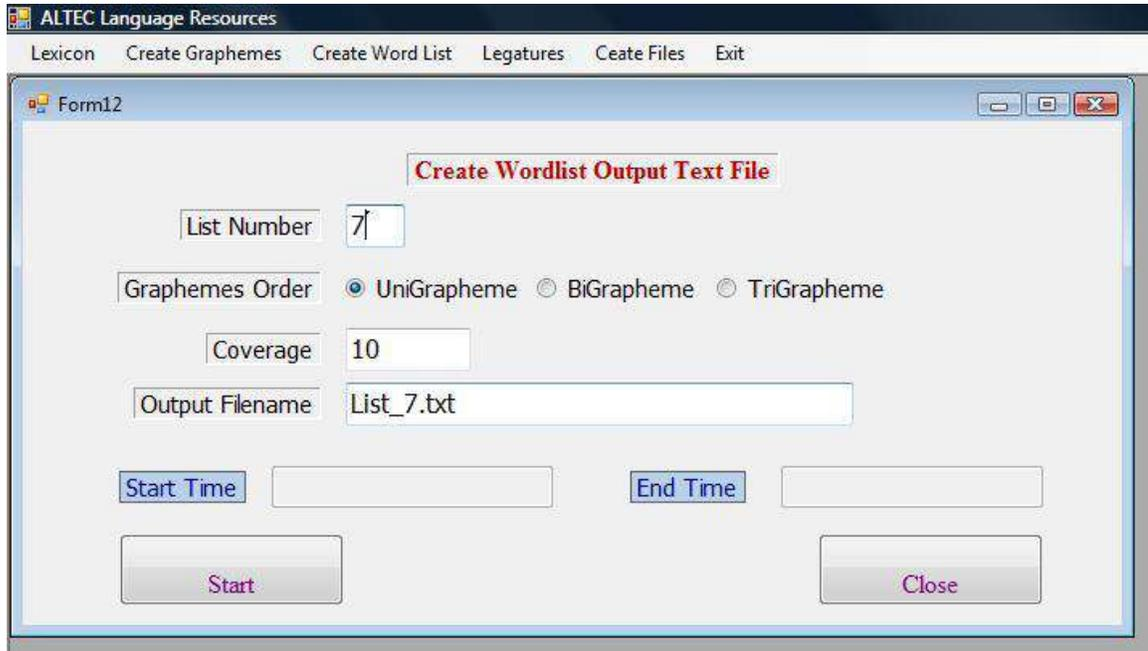 ALTEC Language Resources
Lexicon Create Graphemes Create Word List Legatures Ceate Files Exit
Form12
Create Wordlist Output Text File
List Number 7
Graphemes Order UniGrapheme BiGrapheme TriGrapheme
Coverage 10
Output Filename List_7.txt
Start Time End Time
Start Close